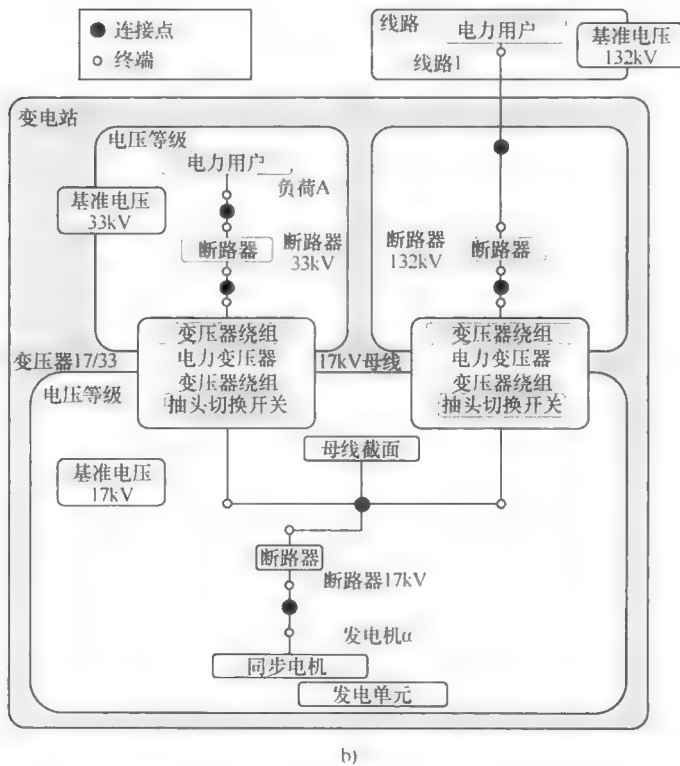 连接点
终端
线路
电力用户
线路1
基准电压
132kV
变电站
电压等级
电力用户
负荷A
基准电压
33kV
断路器
断路器
33kV
断路器
132kV
断路器
变压器绕组
电力变压器
变压器绕组
抽头切换开关
变压器17/33
17kV母线
变压器绕组
电力变压器
变压器绕组
抽头切换开关
电压等级
基准电压
17kV
母线截面
断路器
断路器17kV
发电机α
同步电机
发电单元
b)